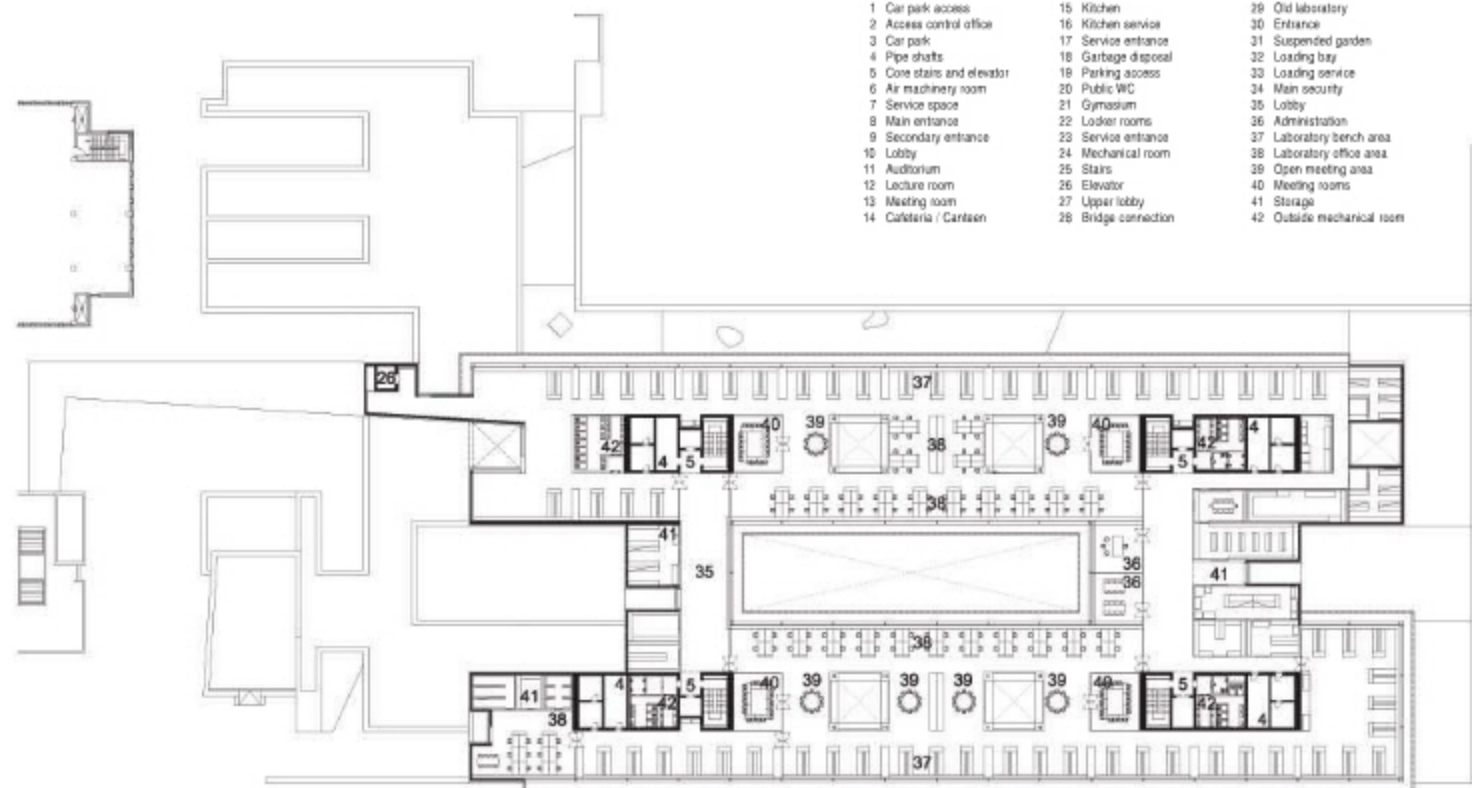 1 Car park access
2 Access control office
3 Car park
4 Pipe shafts
5 Core stairs and elevator
6 Air machinery room
7 Service space
8 Main entrance
9 Secondary entrance
10 Lobby
11 Auditorium
12 Lecture room
13 Meeting room
14 Cafeteria / Canteen
15 Kitchen
16 Kitchen service
17 Service entrance
18 Garbage disposal
19 Parking access
20 Public WC
21 Gymasium
22 Locker rooms
23 Service entrance
24 Mechanical room
25 Stairs
26 Elevator
27 Upper lobby
28 Bridge connection
29 Old laboratory
30 Entrance
31 Suspended garden
32 Loading bay
33 Loading service
34 Main security
35 Lobby
36 Administration
37 Laboratory bench area
38 Laboratory office area
39 Open meeting area
40 Meeting rooms
41 Storage
42 Outside mechanical room
26
37
40
39
39
40
4
42
38
42
4
5
5
38
41
36
35
41
36
38
4
5
40
39
39
39
39
40
5
41
42
42
38
4
37